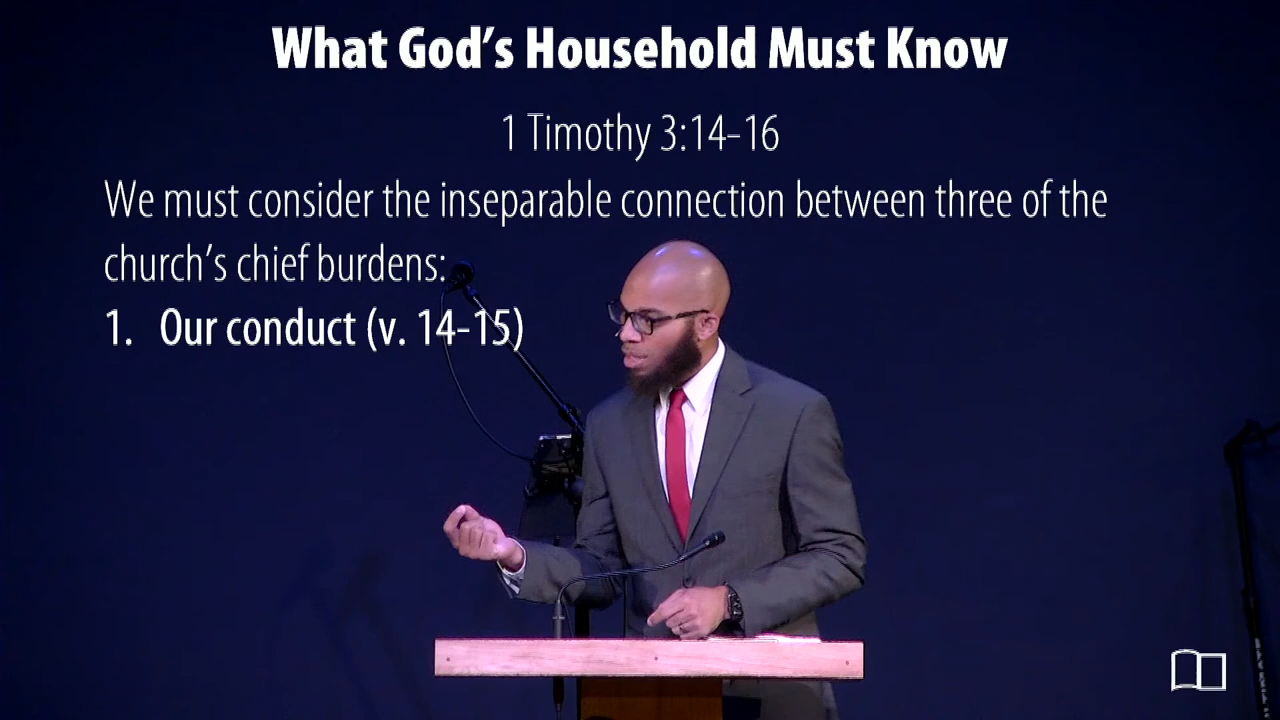 What God’s Household Must Know
1 Timothy 3:14-16
We must consider the inseparable connection between three of the
church’s chief burdens:
1. Our conduct (v. 14-15)